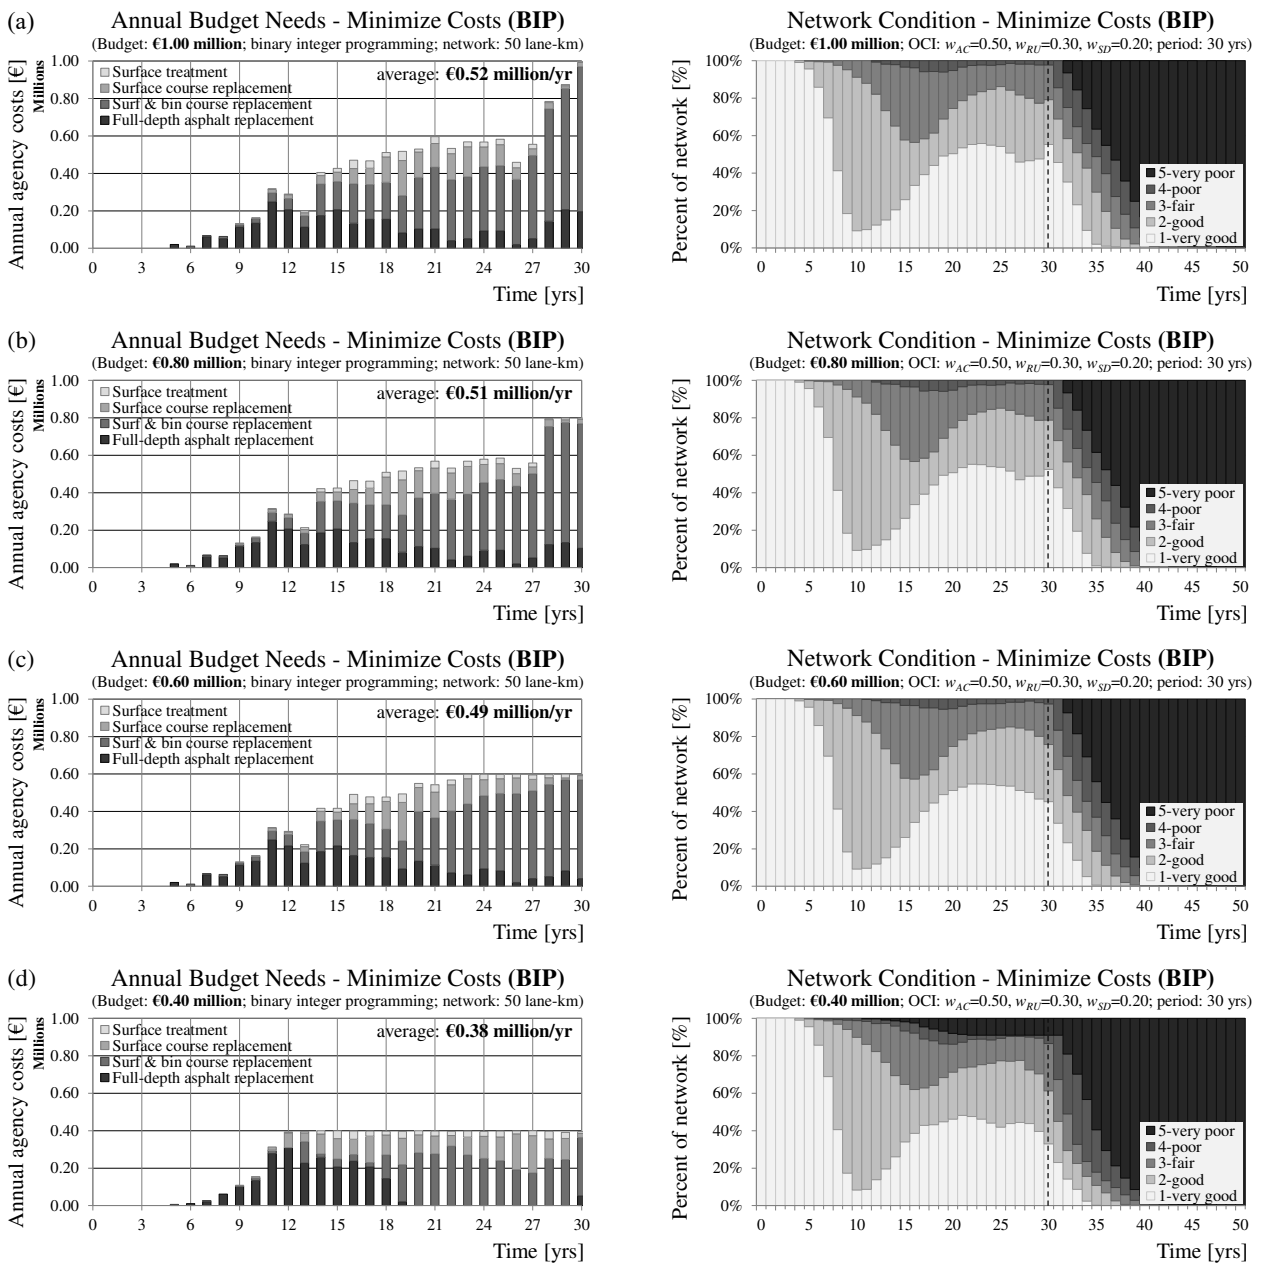 (a)
Annual Budget Needs - Minimize Costs (BIP)
(Budget: €1.00 million; binary integer programming; network: 50 lane-km)
Annual agency costs [€]
Millions
1.00
0.80
0.60
0.40
0.20
0.00
Surface treatment
Surface course replacement
Surf & bin course replacement
Full-depth asphalt replacement
average: €0.52 million/yr
0 3 6 9 12 15 18 21 24 27 30
Time [yrs]
Network Condition - Minimize Costs (BIP)
(Budget: €1.00 million; OCI: wAC=0.50, wRU=0.30, wSD=0.20; period: 30 yrs)
Percent of network [%]
100%
80%
60%
40%
20%
0%
5-very poor
4-poor
3-fair
2-good
1-very good
0 5 10 15 20 25 30 35 40 45 50
Time [yrs]
(b)
Annual Budget Needs - Minimize Costs (BIP)
(Budget: €0.80 million; binary integer programming; network: 50 lane-km)
Annual agency costs [€]
Millions
1.00
0.80
0.60
0.40
0.20
0.00
Surface treatment
Surface course replacement
Surf & bin course replacement
Full-depth asphalt replacement
average: €0.51 million/yr
0 3 6 9 12 15 18 21 24 27 30
Time [yrs]
Network Condition - Minimize Costs (BIP)
(Budget: €0.80 million; OCI: wAC=0.50, wRU=0.30, wSD=0.20; period: 30 yrs)
Percent of network [%]
100%
80%
60%
40%
20%
0%
5-very poor
4-poor
3-fair
2-good
1-very good
0 5 10 15 20 25 30 35 40 45 50
Time [yrs]
(c)
Annual Budget Needs - Minimize Costs (BIP)
(Budget: €0.60 million; binary integer programming; network: 50 lane-km)
Annual agency costs [€]
Millions
1.00
0.80
0.60
0.40
0.20
0.00
Surface treatment
Surface course replacement
Surf & bin course replacement
Full-depth asphalt replacement
average: €0.49 million/yr
0 3 6 9 12 15 18 21 24 27 30
Time [yrs]
Network Condition - Minimize Costs (BIP)
(Budget: €0.60 million; OCI: wAC=0.50, wRU=0.30, wSD=0.20; period: 30 yrs)
Percent of network [%]
100%
80%
60%
40%
20%
0%
5-very poor
4-poor
3-fair
2-good
1-very good
0 5 10 15 20 25 30 35 40 45 50
Time [yrs]
(d)
Annual Budget Needs - Minimize Costs (BIP)
(Budget: €0.40 million; binary integer programming; network: 50 lane-km)
Annual agency costs [€]
Millions
1.00
0.80
0.60
0.40
0.20
0.00
Surface treatment
Surface course replacement
Surf & bin course replacement
Full-depth asphalt replacement
average: €0.38 million/yr
0 3 6 9 12 15 18 21 24 27 30
Time [yrs]
Network Condition - Minimize Costs (BIP)
(Budget: €0.40 million; OCI: wAC=0.50, wRU=0.30, wSD=0.20; period: 30 yrs)
Percent of network [%]
100%
80%
60%
40%
20%
0%
5-very poor
4-poor
3-fair
2-good
1-very good
0 5 10 15 20 25 30 35 40 45 50
Time [yrs]